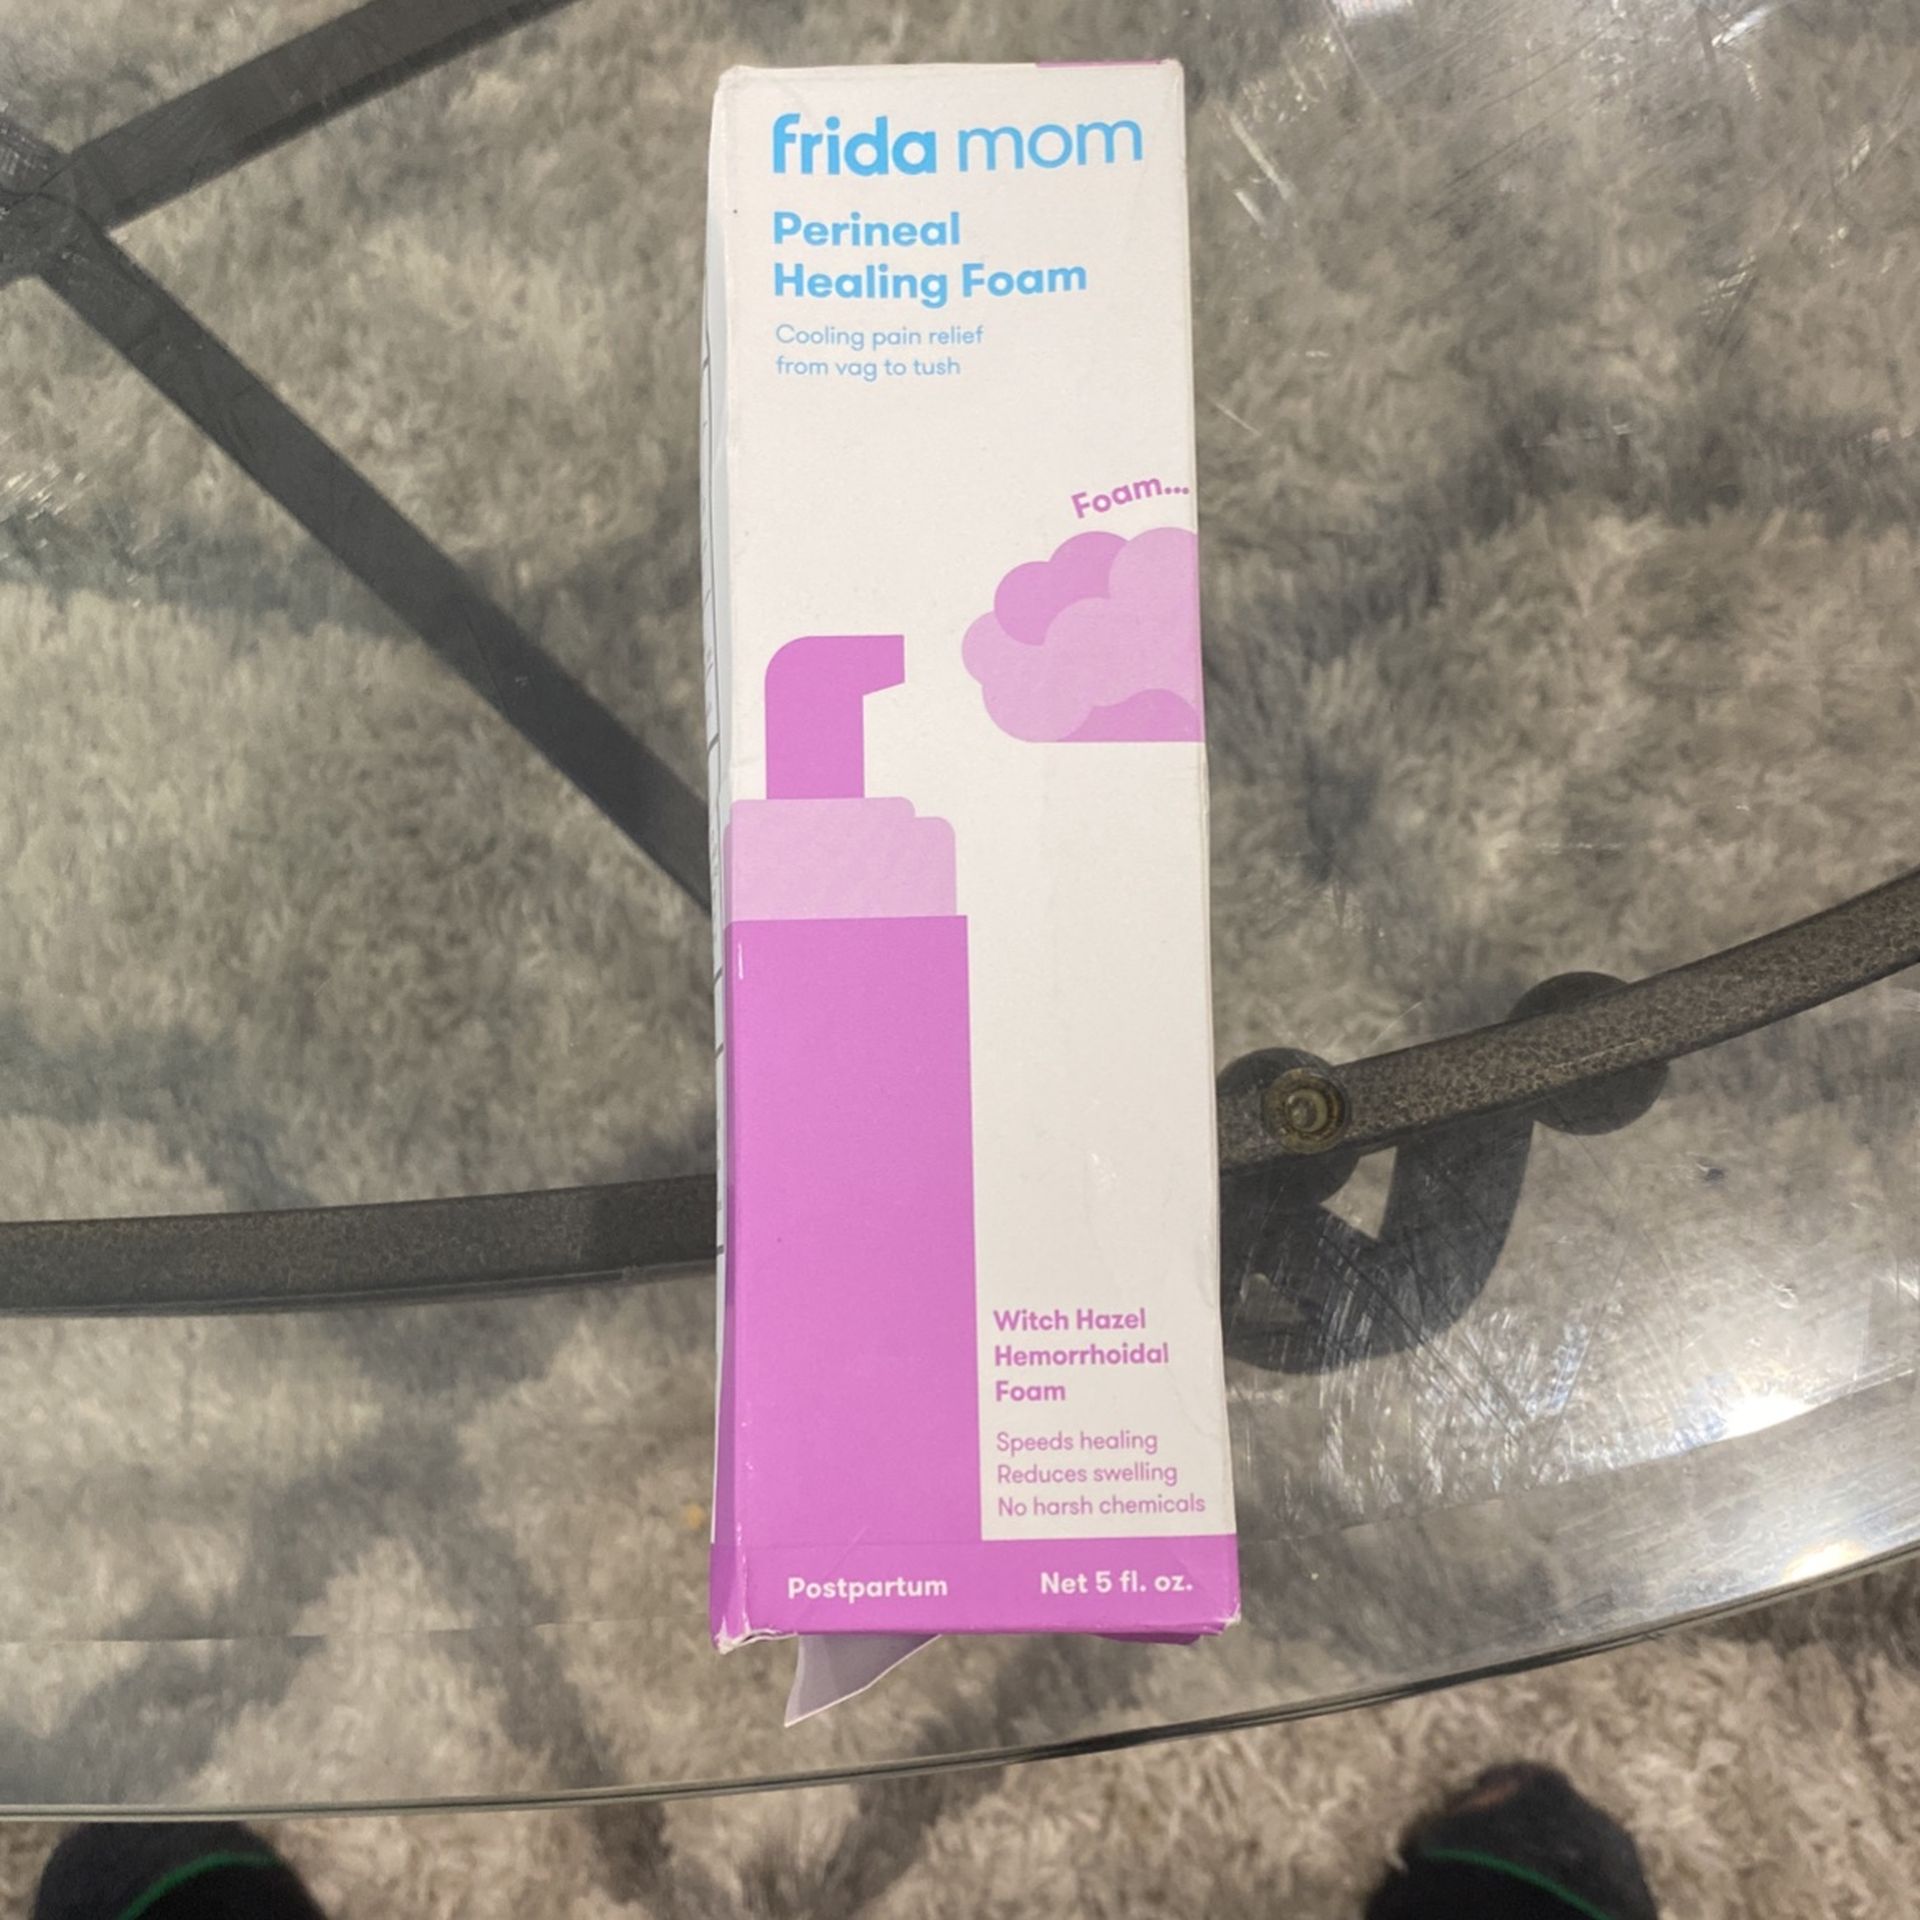 frida mom
Perineal
Healing Foam
Cooling pain relief
from vag to tush
Foam...
Witch Hazel
Hemorrhoidal
Foam
Speeds healing
Reduces swelling
No harsh chemicals
Postpartum
Net 5 fl. oz.